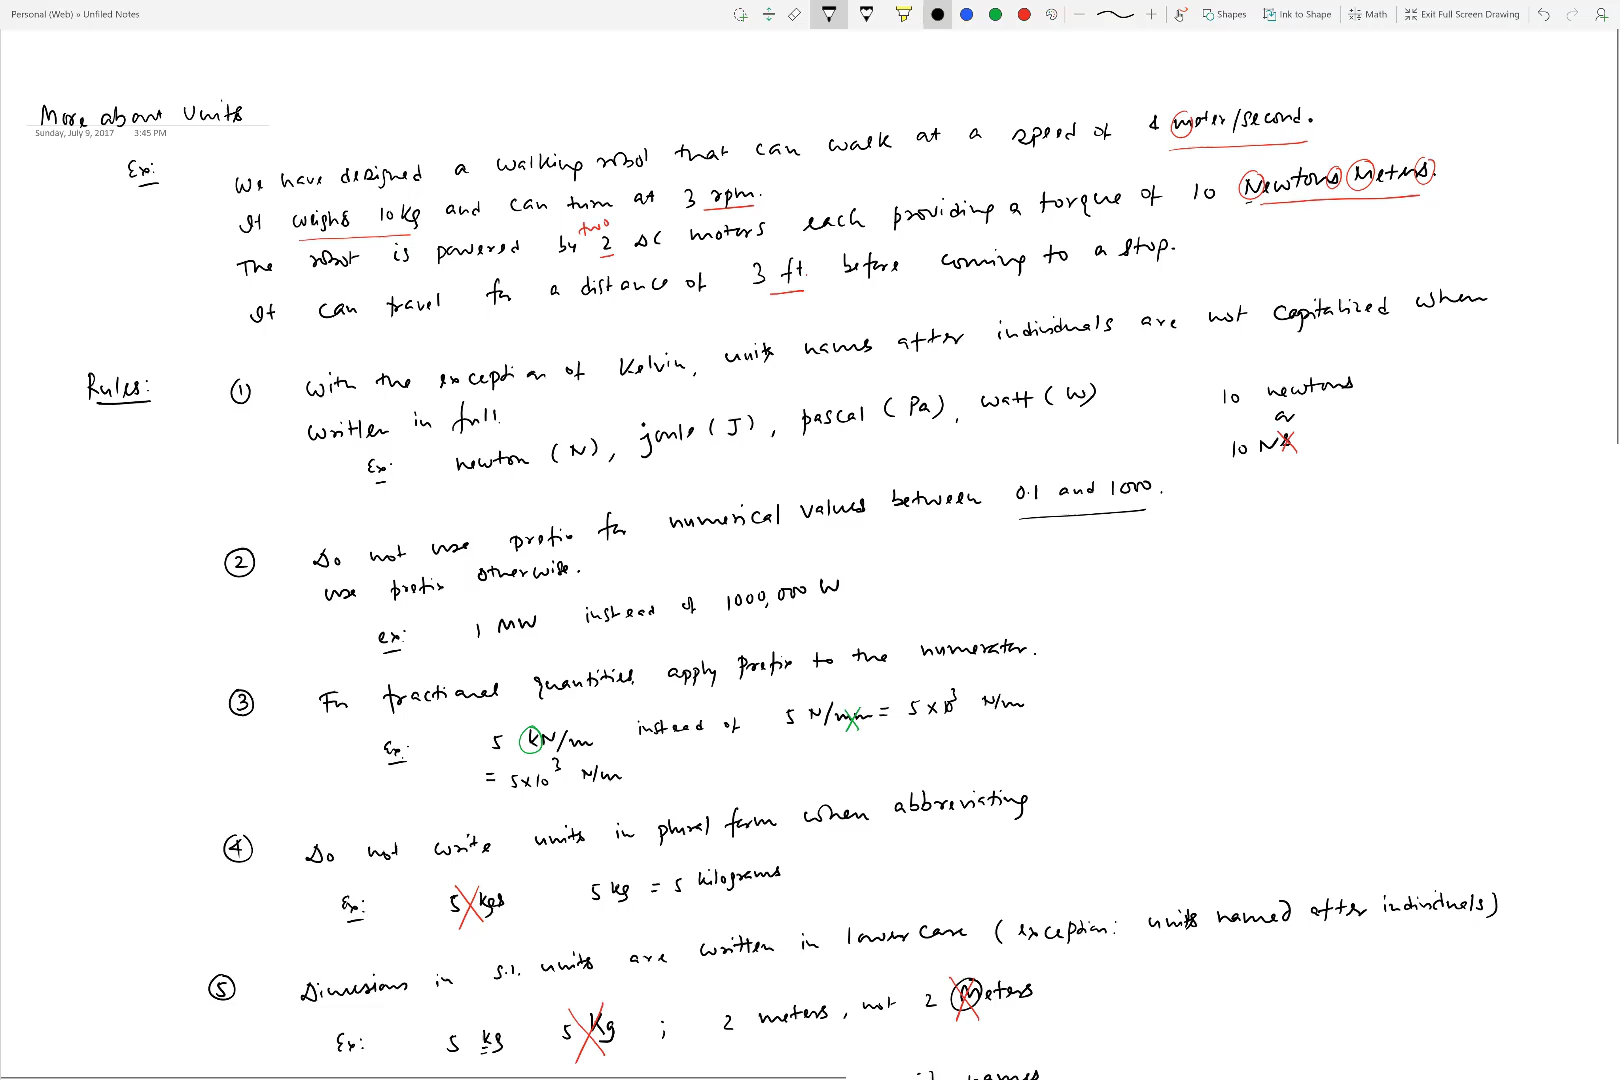 Personal (Web) » Unfiled Notes
Shapes Ink to Shape Math Exit Full Screen Drawing
More about Units
Sunday, July 9, 2017 3:45 PM
Ex: We have designed a walking robot that can walk at a speed of 4 meter/second.
It weighs 10 kg and can turn at 3 rpm.
two
The robot is powered by 2 DC motors each providing a torque of 10 Newtons Meters.
It can travel for a distance of 3 ft. before coming to a stop.
Rules: ① With the exception of Kelvin, units names after individuals are not capitalized when
written in full.
Ex: newton (N), joule (J), pascal (Pa), watt (W)
10 newtons
or
10 Ns
② Do not use prefix for numerical values between 0.1 and 1000.
use prefix otherwise.
ex: 1 MW instead of 1000,000 W
③ For fractional quantities, apply prefix to the numerator.
Ex: 5 kN/m instead of 5 N/mm = 5 x 10³ N/m
= 5x10³ N/m
④ Do not write units in plural form when abbreviating
Ex: 5 kgs 5 kg = 5 kilograms
⑤ Dimensions in S.I. units are written in lower case (exception: units named after individuals)
Ex: 5 kg 5 Kg ; 2 meters, not 2 Meters
names